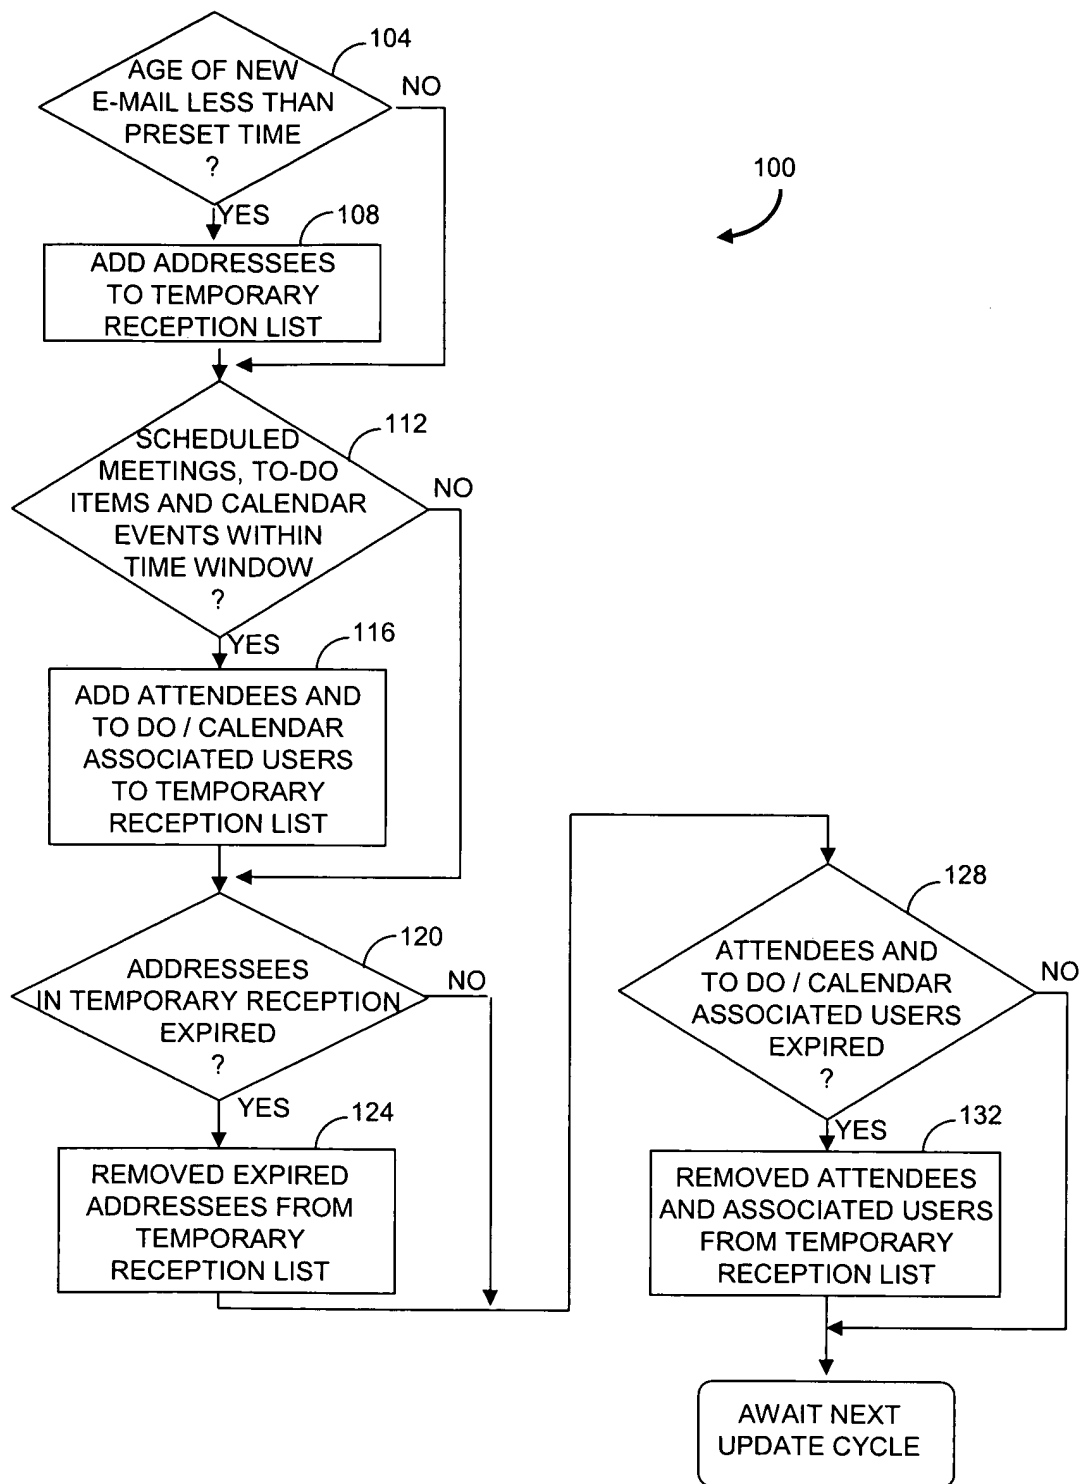 104
AGE OF NEW
E-MAIL LESS THAN
PRESET TIME
?
NO
YES
108
ADD ADDRESSEES
TO TEMPORARY
RECEPTION LIST
100
112
SCHEDULED
MEETINGS, TO-DO
ITEMS AND CALENDAR
EVENTS WITHIN
TIME WINDOW
?
NO
YES
116
ADD ATTENDEES AND
TO DO / CALENDAR
ASSOCIATED USERS
TO TEMPORARY
RECEPTION LIST
120
ADDRESSEES
IN TEMPORARY RECEPTION
EXPIRED
?
NO
YES
124
REMOVED EXPIRED
ADDRESSEES FROM
TEMPORARY
RECEPTION LIST
128
ATTENDEES AND
TO DO / CALENDAR
ASSOCIATED USERS
EXPIRED
?
NO
YES
132
REMOVED ATTENDEES
AND ASSOCIATED USERS
FROM TEMPORARY
RECEPTION LIST
AWAIT NEXT
UPDATE CYCLE